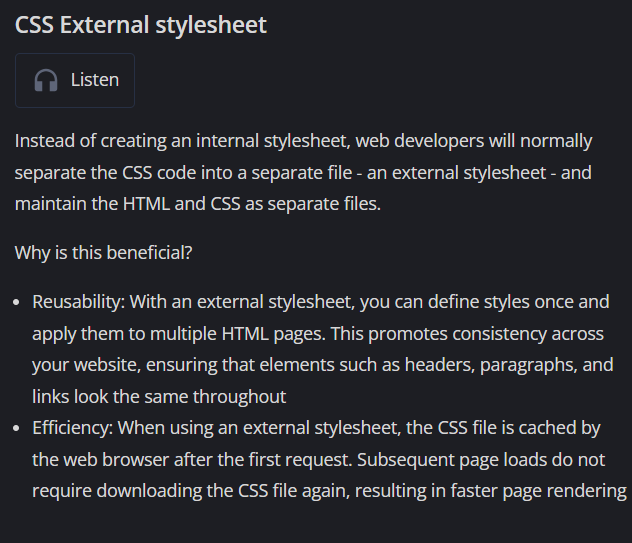 CSS External stylesheet
Listen
Instead of creating an internal stylesheet, web developers will normally
separate the CSS code into a separate file - an external stylesheet - and
maintain the HTML and CSS as separate files.
Why is this beneficial?
• Reusability: With an external stylesheet, you can define styles once and
apply them to multiple HTML pages. This promotes consistency across
your website, ensuring that elements such as headers, paragraphs, and
links look the same throughout
• Efficiency: When using an external stylesheet, the CSS file is cached by
the web browser after the first request. Subsequent page loads do not
require downloading the CSS file again, resulting in faster page rendering